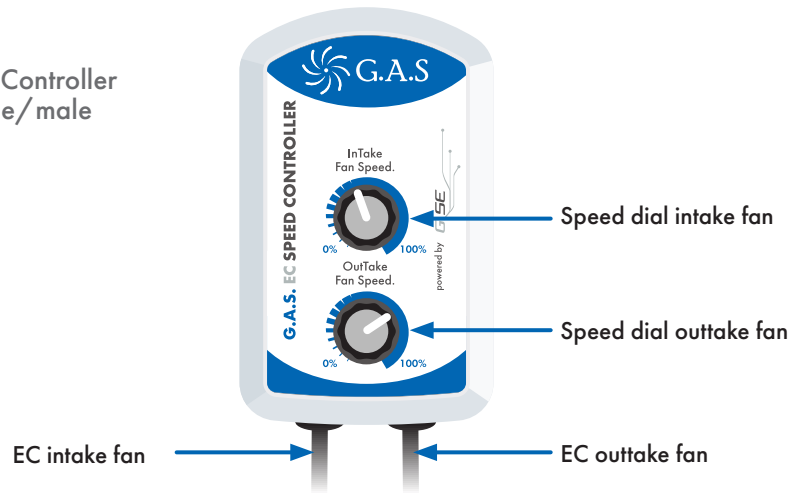 Controller
e/male
G.A.S
G.A.S. EC SPEED CONTROLLER
InTake
Fan Speed.
0% 100%
OutTake
Fan Speed.
0% 100%
powered by
Speed dial intake fan
Speed dial outtake fan
EC intake fan
EC outtake fan